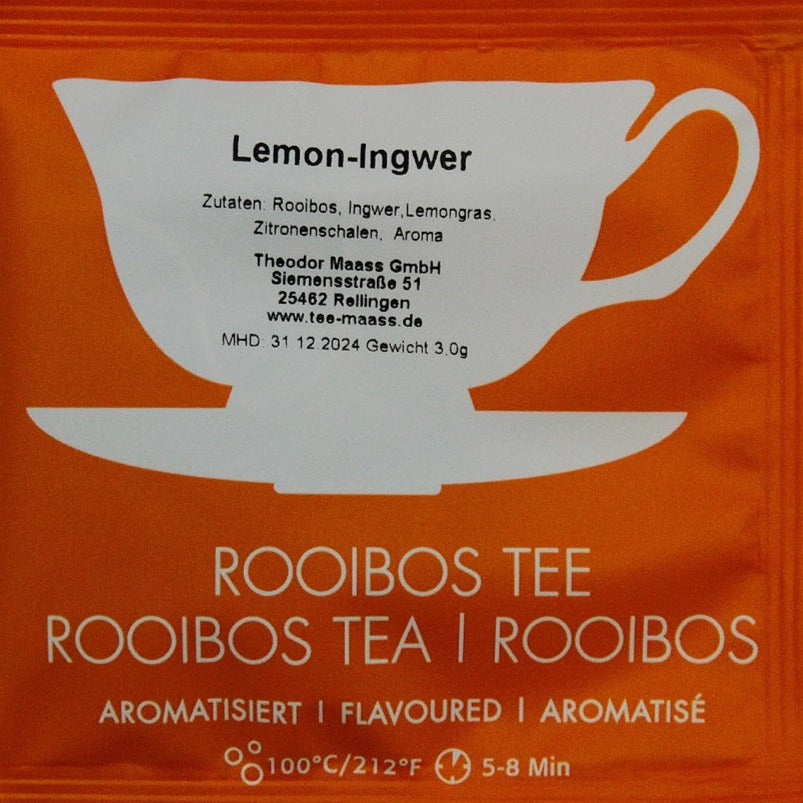 Lemon-Ingwer
Zutaten: Rooibos, Ingwer,Lemongras,
Zitronenschalen, Aroma
Theodor Maass GmbH
Siemensstraße 51
25462 Rellingen
www.tee-maass.de
MHD: 31.12.2024 Gewicht 3,0g
ROOIBOS TEE
ROOIBOS TEA | ROOIBOS
AROMATISIERT | FLAVOURED | AROMATISÉ
100°C/212°F 5-8 Min